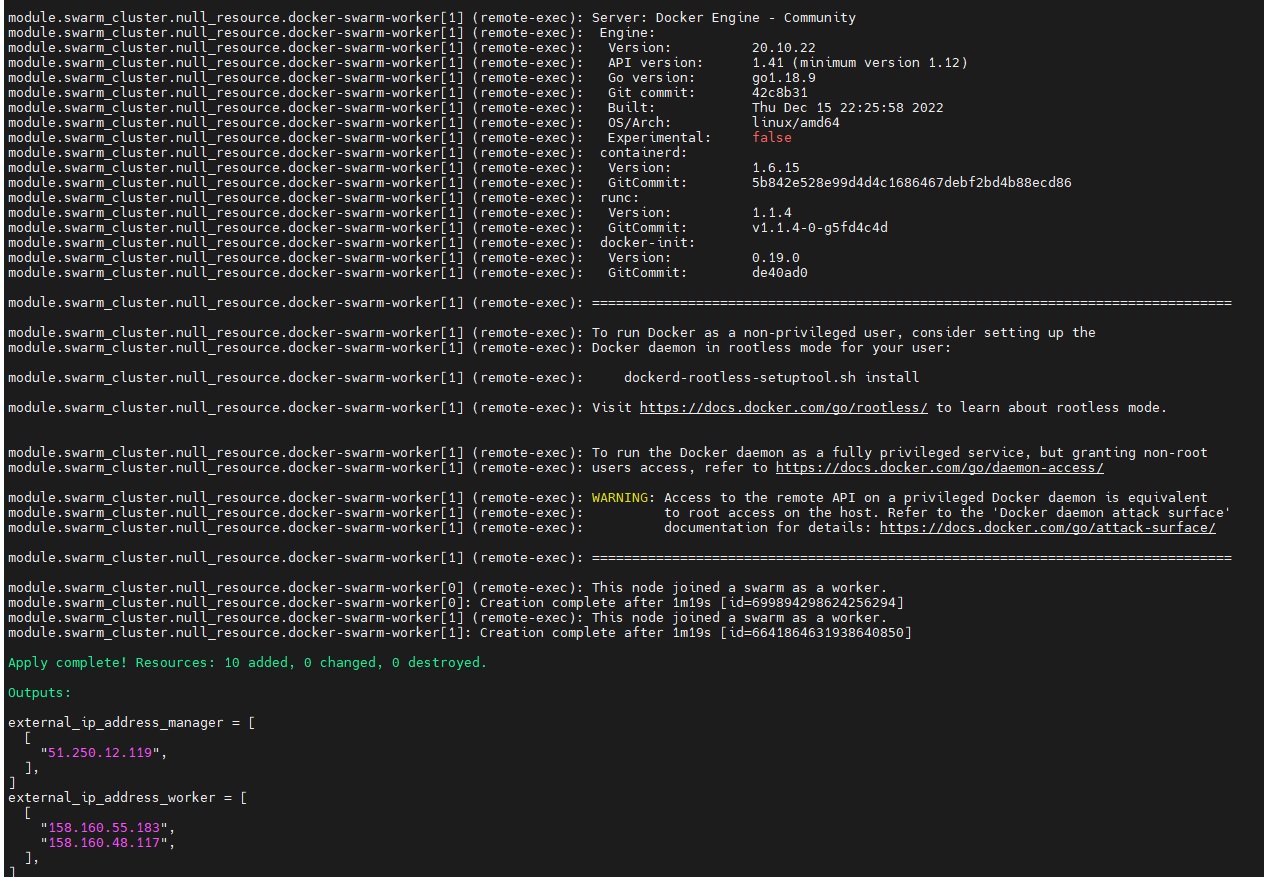 module.swarm_cluster.null_resource.docker-swarm-worker[1] (remote-exec): Server: Docker Engine - Community
module.swarm_cluster.null_resource.docker-swarm-worker[1] (remote-exec):  Engine:
module.swarm_cluster.null_resource.docker-swarm-worker[1] (remote-exec):   Version:          20.10.22
module.swarm_cluster.null_resource.docker-swarm-worker[1] (remote-exec):   API version:      1.41 (minimum version 1.12)
module.swarm_cluster.null_resource.docker-swarm-worker[1] (remote-exec):   Go version:       go1.18.9
module.swarm_cluster.null_resource.docker-swarm-worker[1] (remote-exec):   Git commit:       42c8b31
module.swarm_cluster.null_resource.docker-swarm-worker[1] (remote-exec):   Built:            Thu Dec 15 22:25:58 2022
module.swarm_cluster.null_resource.docker-swarm-worker[1] (remote-exec):   OS/Arch:          linux/amd64
module.swarm_cluster.null_resource.docker-swarm-worker[1] (remote-exec):   Experimental:     false
module.swarm_cluster.null_resource.docker-swarm-worker[1] (remote-exec):  containerd:
module.swarm_cluster.null_resource.docker-swarm-worker[1] (remote-exec):   Version:          1.6.15
module.swarm_cluster.null_resource.docker-swarm-worker[1] (remote-exec):   GitCommit:        5b842e528e99d4d4c1686467debf2bd4b88ecd86
module.swarm_cluster.null_resource.docker-swarm-worker[1] (remote-exec):  runc:
module.swarm_cluster.null_resource.docker-swarm-worker[1] (remote-exec):   Version:          1.1.4
module.swarm_cluster.null_resource.docker-swarm-worker[1] (remote-exec):   GitCommit:        v1.1.4-0-g5fd4c4d
module.swarm_cluster.null_resource.docker-swarm-worker[1] (remote-exec):  docker-init:
module.swarm_cluster.null_resource.docker-swarm-worker[1] (remote-exec):   Version:          0.19.0
module.swarm_cluster.null_resource.docker-swarm-worker[1] (remote-exec):   GitCommit:        de40ad0
module.swarm_cluster.null_resource.docker-swarm-worker[1] (remote-exec): ================================================================================
module.swarm_cluster.null_resource.docker-swarm-worker[1] (remote-exec): To run Docker as a non-privileged user, consider setting up the
module.swarm_cluster.null_resource.docker-swarm-worker[1] (remote-exec): Docker daemon in rootless mode for your user:
module.swarm_cluster.null_resource.docker-swarm-worker[1] (remote-exec):     dockerd-rootless-setuptool.sh install
module.swarm_cluster.null_resource.docker-swarm-worker[1] (remote-exec): Visit https://docs.docker.com/go/rootless/ to learn about rootless mode.
module.swarm_cluster.null_resource.docker-swarm-worker[1] (remote-exec): To run the Docker daemon as a fully privileged service, but granting non-root
module.swarm_cluster.null_resource.docker-swarm-worker[1] (remote-exec): users access, refer to https://docs.docker.com/go/daemon-access/
module.swarm_cluster.null_resource.docker-swarm-worker[1] (remote-exec): WARNING: Access to the remote API on a privileged Docker daemon is equivalent
module.swarm_cluster.null_resource.docker-swarm-worker[1] (remote-exec):          to root access on the host. Refer to the 'Docker daemon attack surface'
module.swarm_cluster.null_resource.docker-swarm-worker[1] (remote-exec):          documentation for details: https://docs.docker.com/go/attack-surface/
module.swarm_cluster.null_resource.docker-swarm-worker[1] (remote-exec): ================================================================================
module.swarm_cluster.null_resource.docker-swarm-worker[0] (remote-exec): This node joined a swarm as a worker.
module.swarm_cluster.null_resource.docker-swarm-worker[0]: Creation complete after 1m19s [id=699894298624256294]
module.swarm_cluster.null_resource.docker-swarm-worker[1] (remote-exec): This node joined a swarm as a worker.
module.swarm_cluster.null_resource.docker-swarm-worker[1]: Creation complete after 1m19s [id=6641864631938640850]
Apply complete! Resources: 10 added, 0 changed, 0 destroyed.
Outputs:
external_ip_address_manager = [
  [
    "51.250.12.119",
  ],
]
external_ip_address_worker = [
  [
    "158.160.55.183",
    "158.160.48.117",
  ],
]